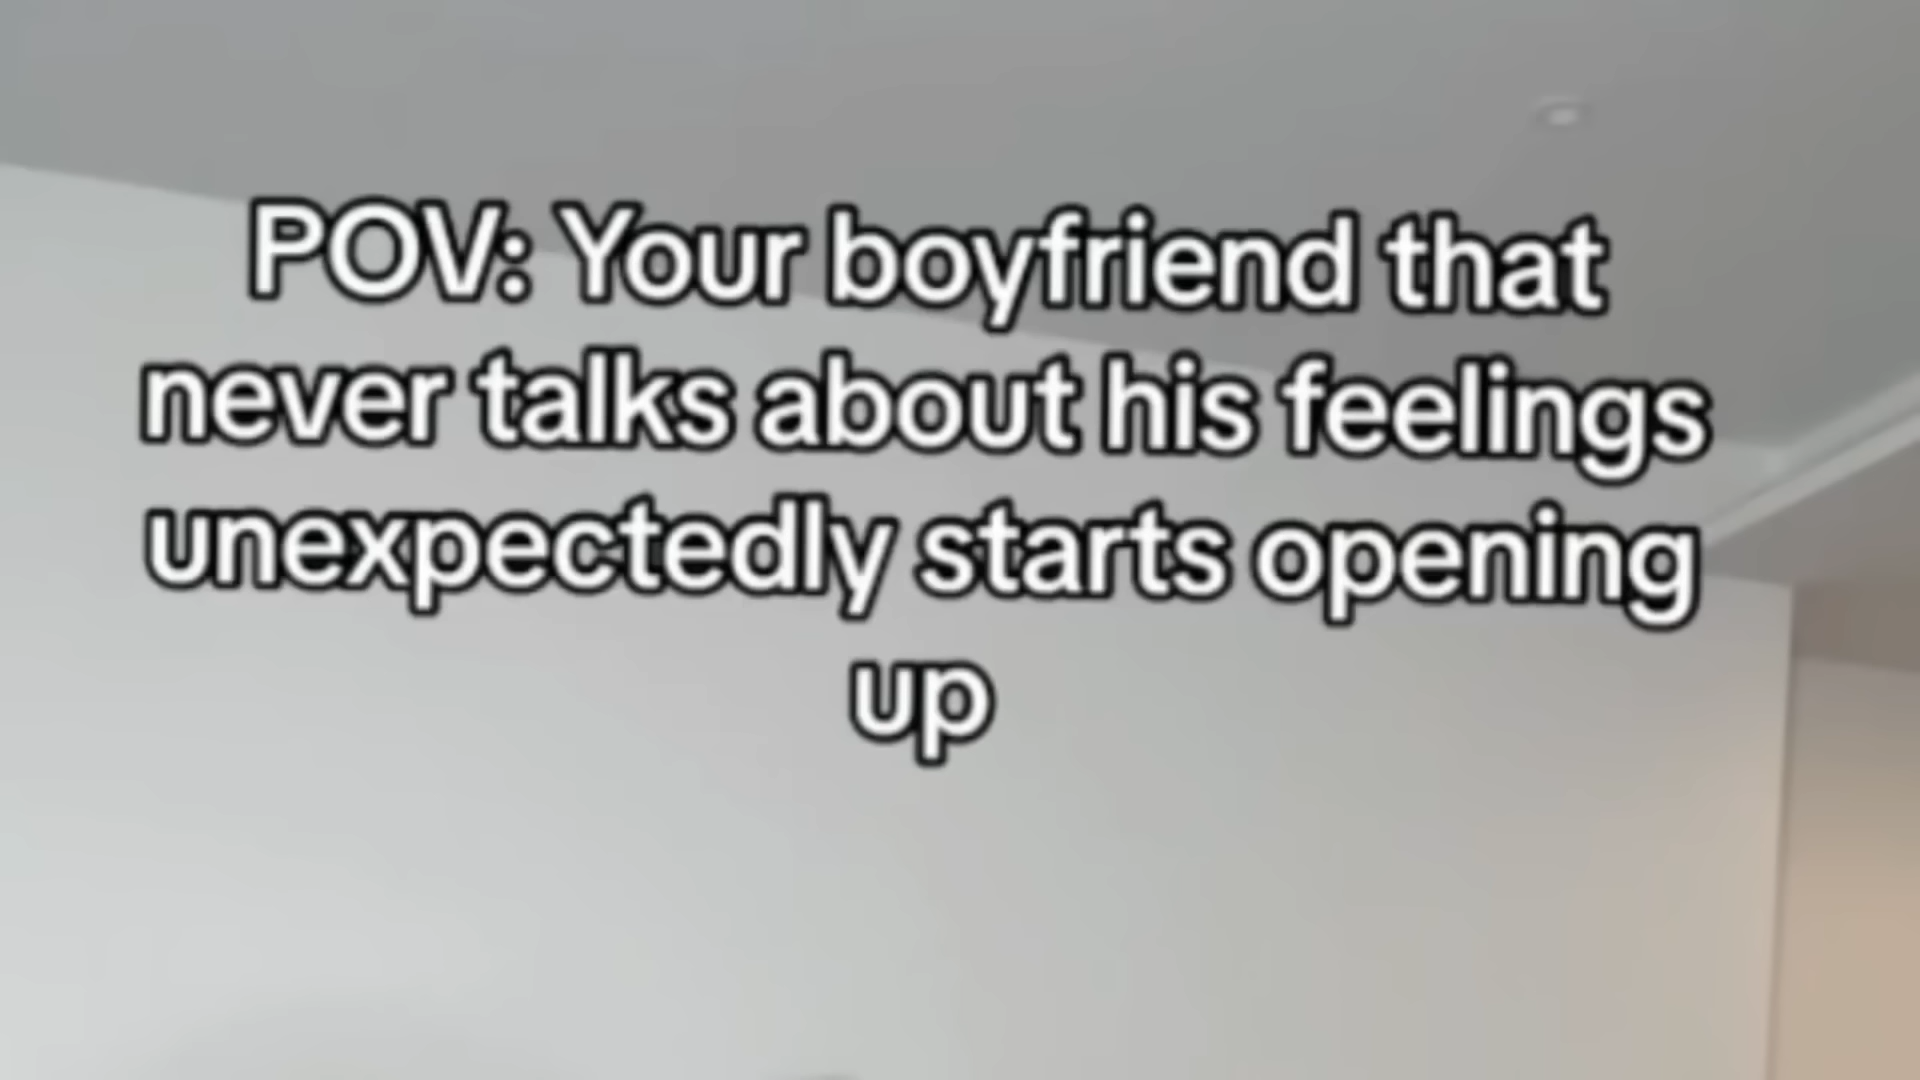 POV: Your boyfriend that
never talks about his feelings
unexpectedly starts opening
up